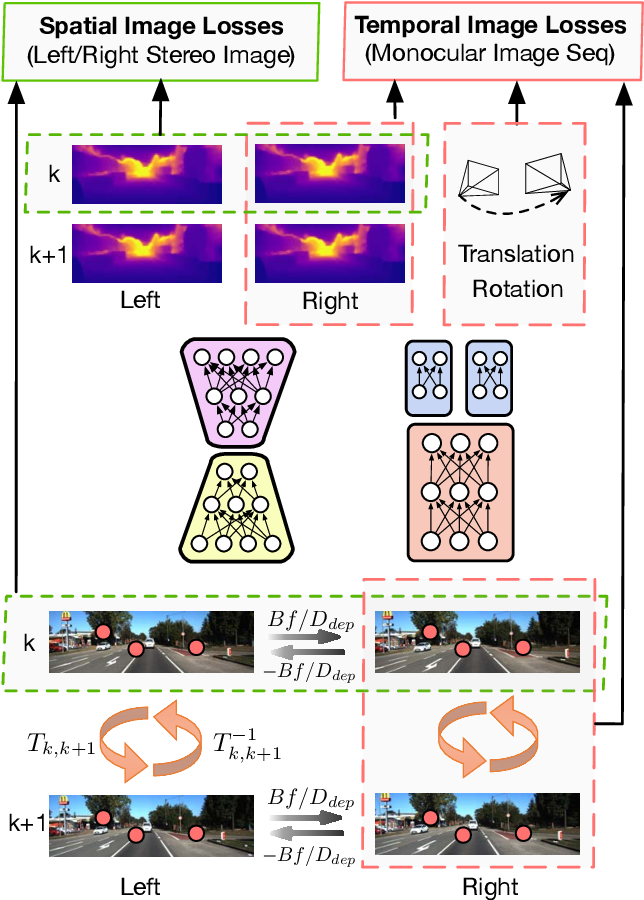 Spatial Image Losses
(Left/Right Stereo Image)
Temporal Image Losses
(Monocular Image Seq)
k
k+1
Left
Right
Translation
Rotation
k
Bf/D_{dep}
-Bf/D_{dep}
T_{k,k+1}
T_{k,k+1}^{-1}
k+1
Bf/D_{dep}
-Bf/D_{dep}
Left
Right